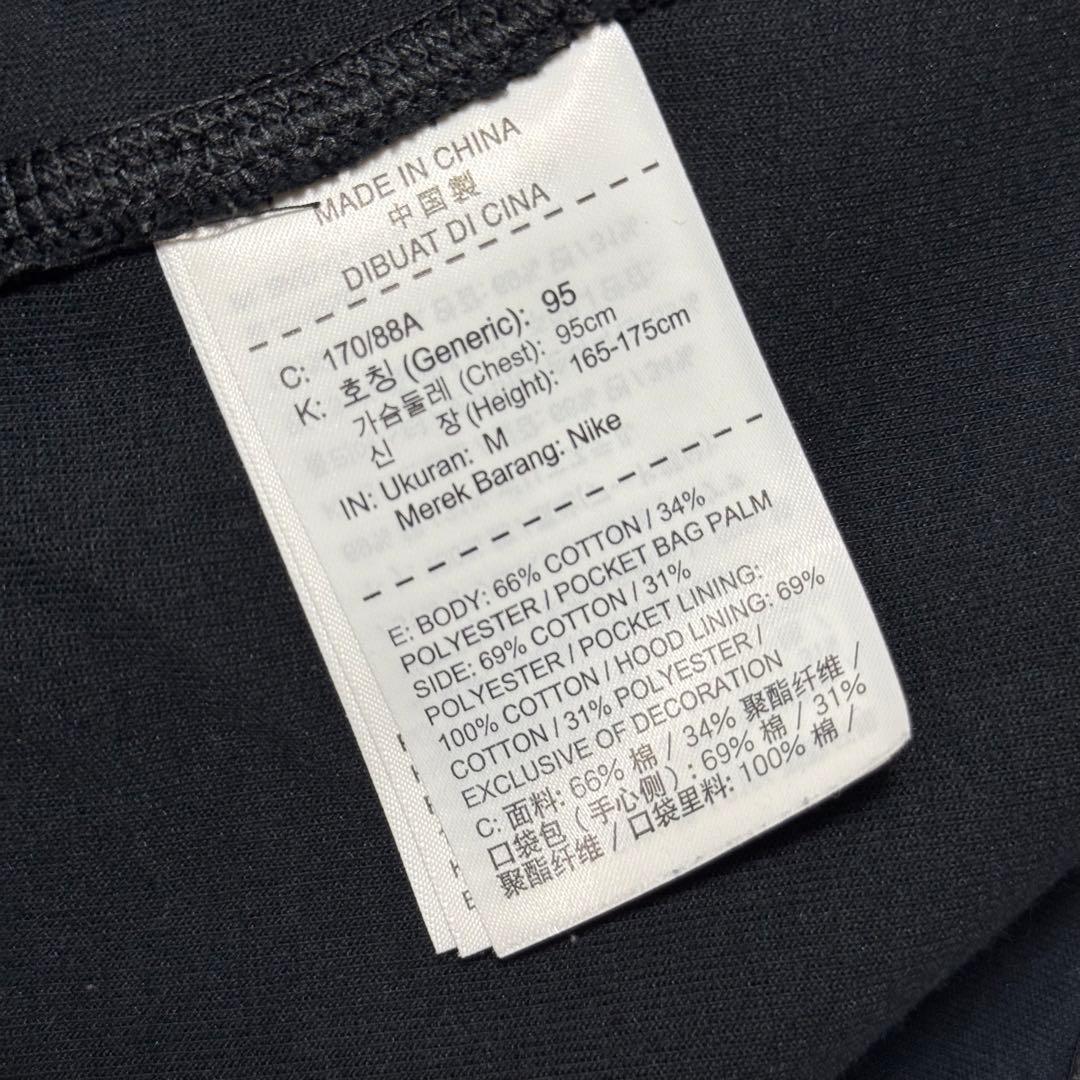 MADE IN CHINA
中国製
DIBUAT DI CINA
C: 170/88A
K: 호칭 (Generic): 95
가슴둘레 (Chest): 95cm
신 장 (Height): 165-175cm
IN: Ukuran: M
Merek Barang: Nike
E: BODY: 66% COTTON / 34%
POLYESTER / POCKET BAG PALM
SIDE: 69% COTTON / 31%
POLYESTER / POCKET LINING:
100% COTTON / HOOD LINING: 69%
COTTON / 31% POLYESTER /
EXCLUSIVE OF DECORATION
C: 面料: 66% 棉 / 34% 聚酯纤维 /
口袋包 (手心侧) : 69% 棉 / 31%
聚酯纤维 / 口袋里料: 100% 棉 /